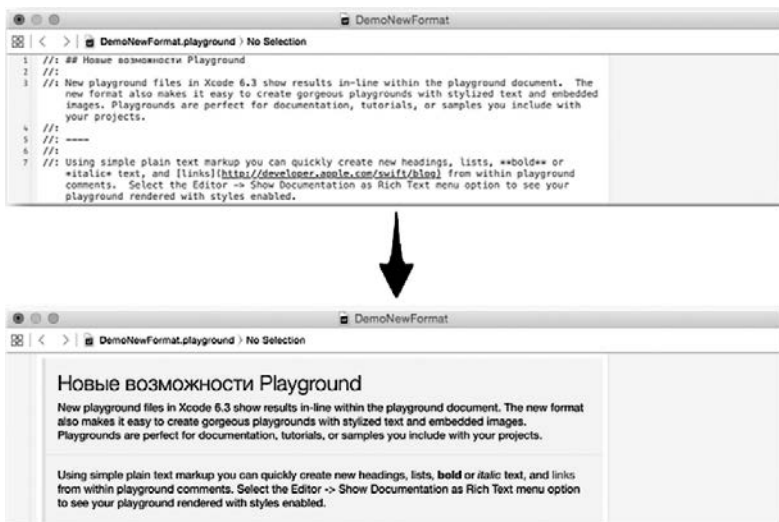 DemoNewFormat
DemoNewFormat.playground › No Selection
1 //: ## Новые возможности Playground
2 //:
3 //: New playground files in Xcode 6.3 show results in-line within the playground document. The
new format also makes it easy to create gorgeous playgrounds with stylized text and embedded
images. Playgrounds are perfect for documentation, tutorials, or samples you include with
your projects.
4 //:
5 //: ----
6 //:
7 //: Using simple plain text markup you can quickly create new headings, lists, **bold** or
*italic* text, and [links](http://developer.apple.com/swift/blog) from within playground
comments. Select the Editor -> Show Documentation as Rich Text menu option to see your
playground rendered with styles enabled.
DemoNewFormat
DemoNewFormat.playground › No Selection
Новые возможности Playground
New playground files in Xcode 6.3 show results in-line within the playground document. The new format
also makes it easy to create gorgeous playgrounds with stylized text and embedded images.
Playgrounds are perfect for documentation, tutorials, or samples you include with your projects.
Using simple plain text markup you can quickly create new headings, lists, bold or italic text, and links
from within playground comments. Select the Editor -> Show Documentation as Rich Text menu option
to see your playground rendered with styles enabled.